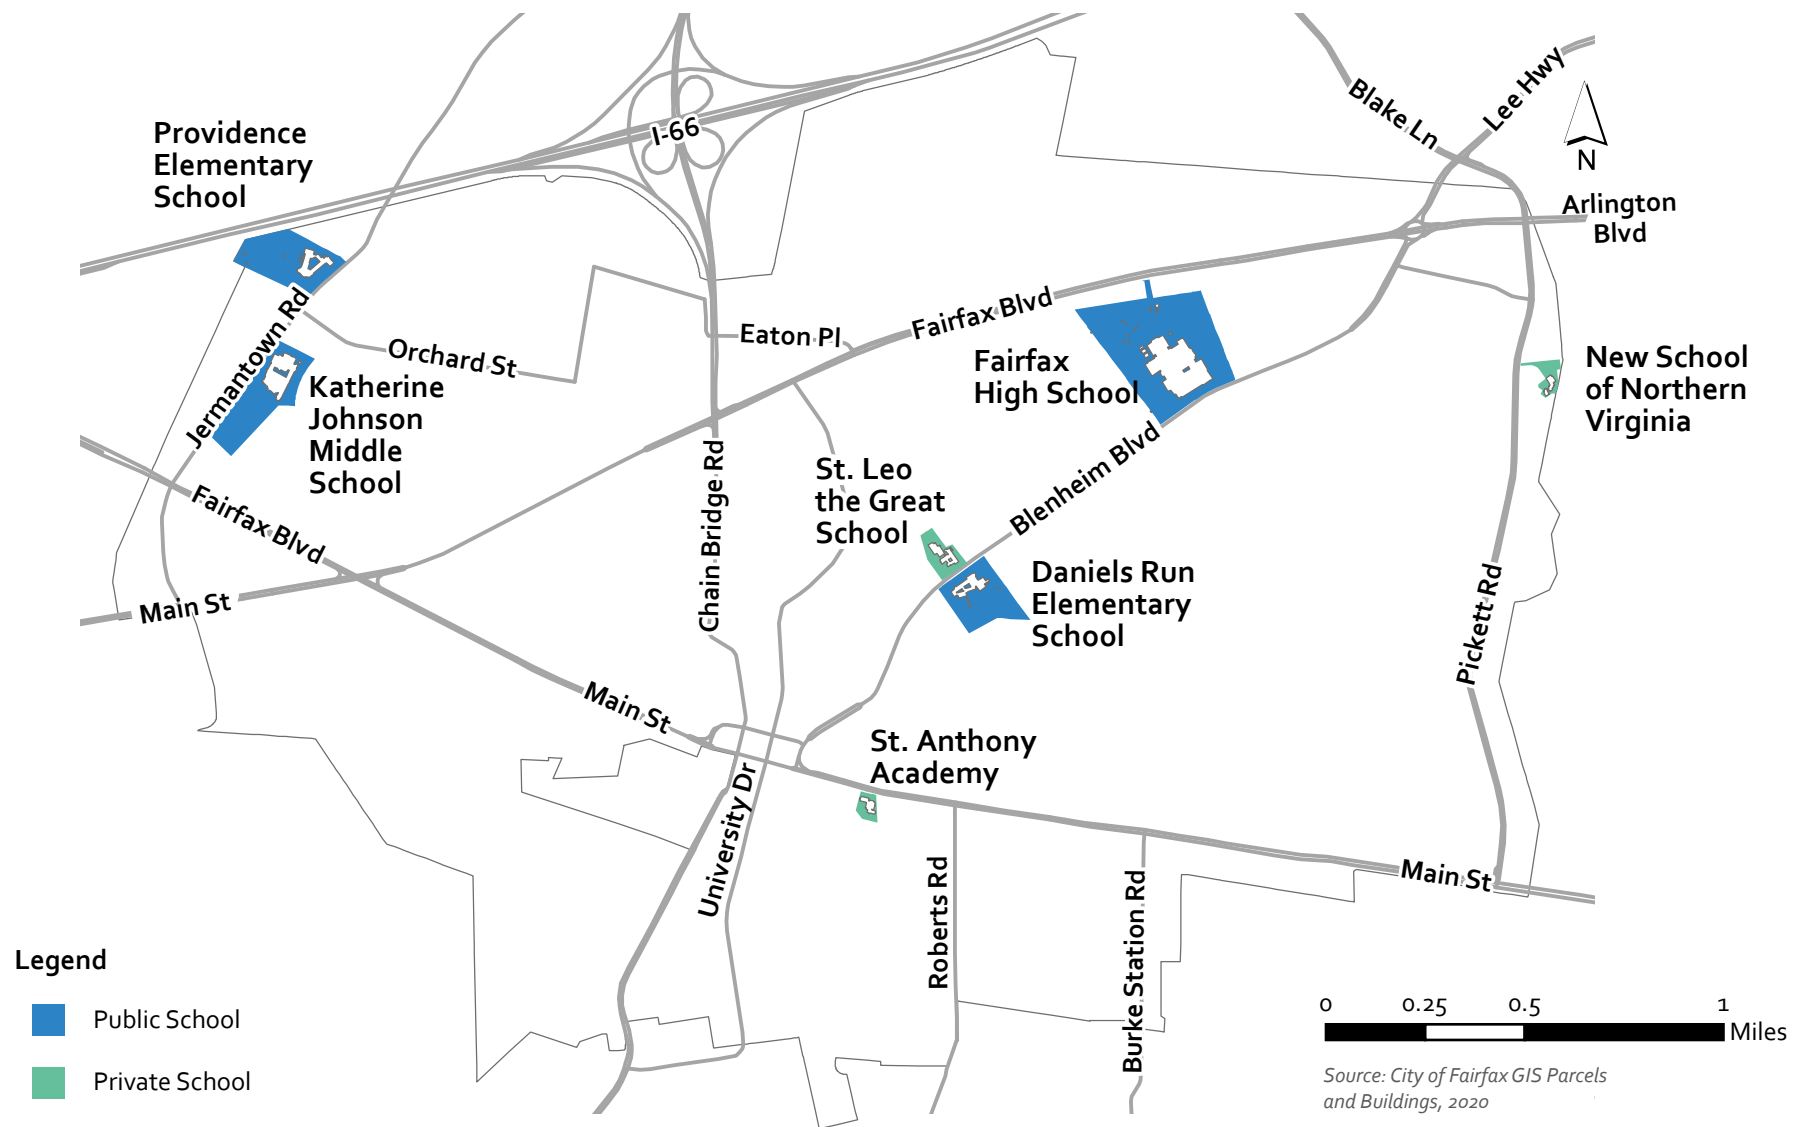 Blake Ln
Lee Hwy
I-66
N
Providence
Elementary
School
Arlington
Blvd
Jermantown Rd
Fairfax Blvd
Eaton Pl
Orchard St
Fairfax
High School
New School
of Northern
Virginia
Katherine
Johnson
Middle
School
Chain Bridge Rd
St. Leo
the Great
School
Blenheim Blvd
Fairfax Blvd
Daniels Run
Elementary
School
Main St
Pickett Rd
Main St
St. Anthony
Academy
University Dr
Roberts Rd
Burke Station Rd
Main St
Legend
Public School
Private School
0 0.25 0.5 1
Miles
Source: City of Fairfax GIS Parcels
and Buildings, 2020